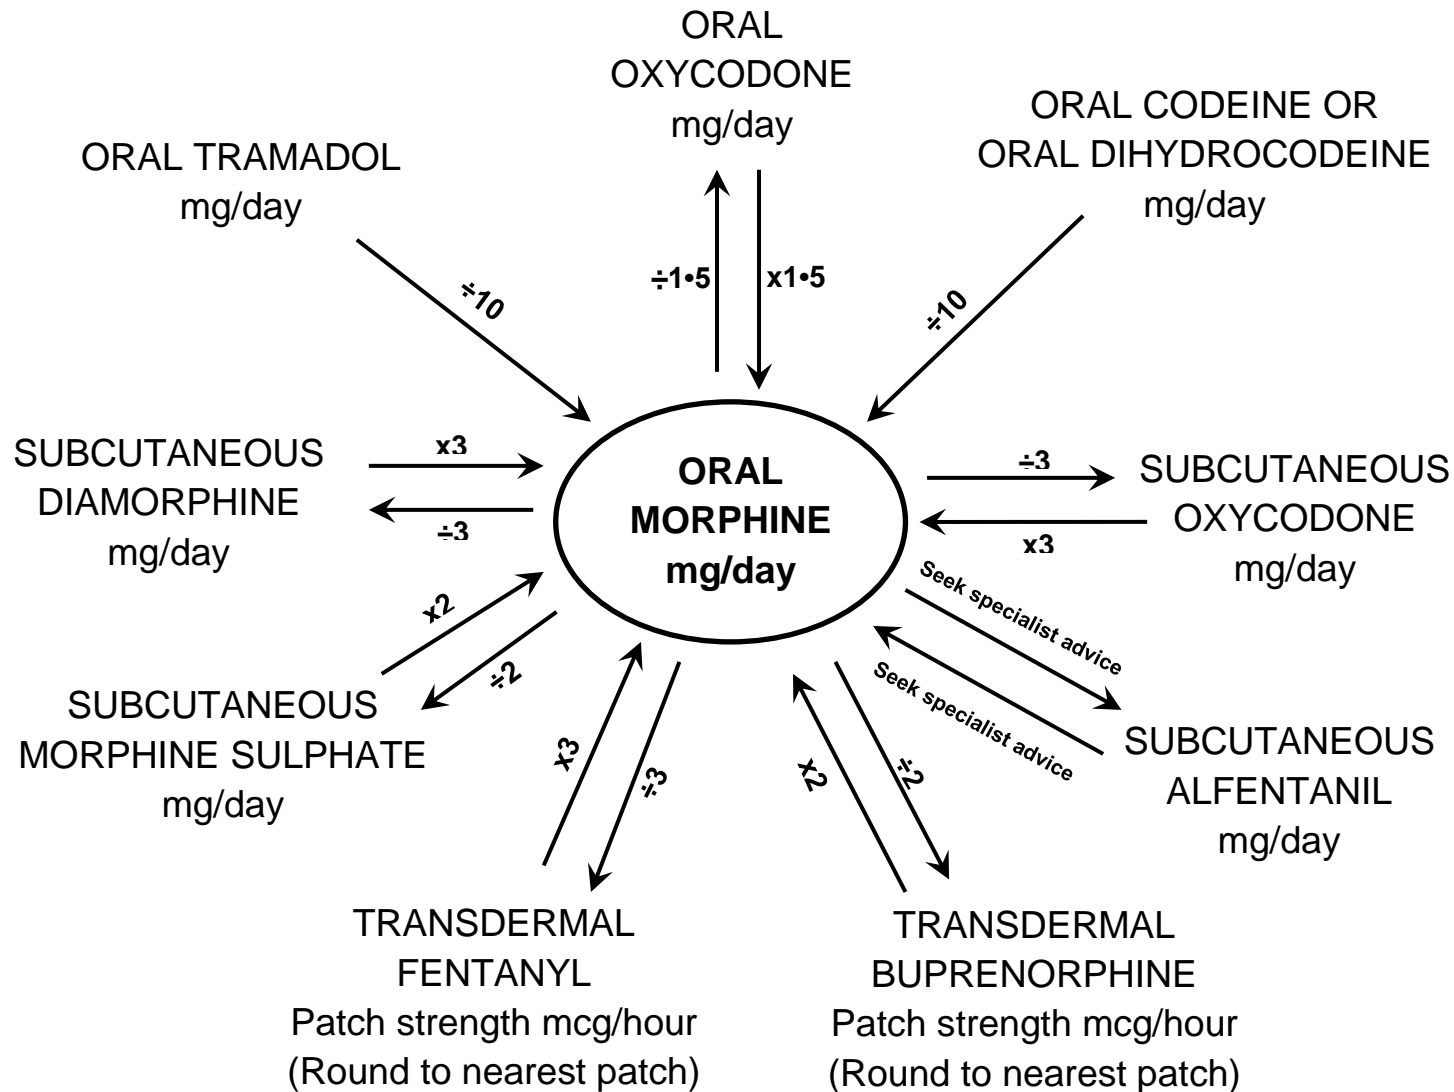 ORAL
OXYCODONE
mg/day
ORAL CODEINE OR
ORAL DIHYDROCODEINE
mg/day
ORAL TRAMADOL
mg/day
÷10
÷1•5
x1•5
÷10
SUBCUTANEOUS
DIAMORPHINE
mg/day
x3
÷3
ORAL
MORPHINE
mg/day
÷3
x3
SUBCUTANEOUS
OXYCODONE
mg/day
x2
÷2
SUBCUTANEOUS
MORPHINE SULPHATE
mg/day
Seek specialist advice
Seek specialist advice
SUBCUTANEOUS
ALFENTANIL
mg/day
x3
÷3
x2
÷2
TRANSDERMAL
FENTANYL
Patch strength mcg/hour
(Round to nearest patch)
TRANSDERMAL
BUPRENORPHINE
Patch strength mcg/hour
(Round to nearest patch)